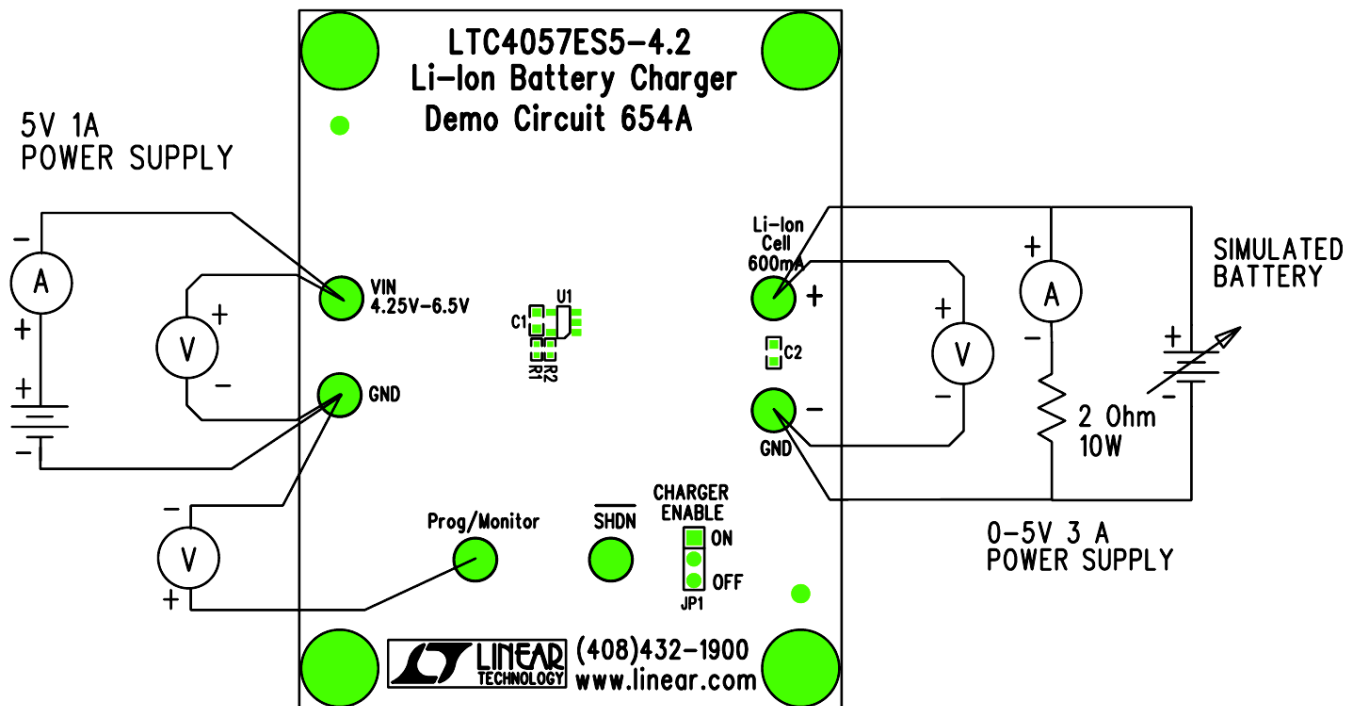 LTC4057ES5-4.2
Li-Ion Battery Charger
Demo Circuit 654A
5V 1A
POWER SUPPLY
-
A
+
+
-
+
V
-
VIN
4.25V-6.5V
GND
-
V
+
C1
U1
R1
R2
Li-Ion
Cell
600mA
+
C2
-
GND
+
V
-
+
A
-
2 Ohm
10W
+
-
SIMULATED
BATTERY
0-5V 3 A
POWER SUPPLY
Prog/Monitor
SHDN
CHARGER
ENABLE
ON
OFF
JP1
LINEAR
TECHNOLOGY
(408)432-1900
www.linear.com